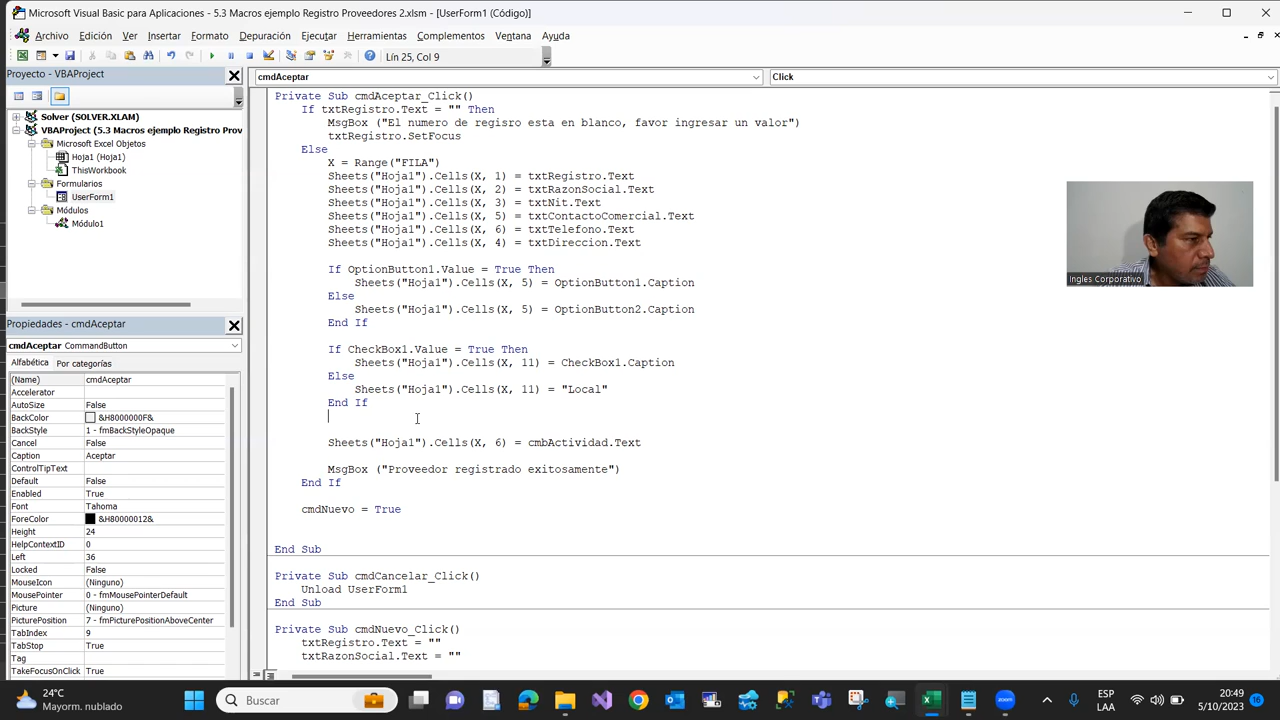 Microsoft Visual Basic para Aplicaciones - 5.3 Macros ejemplo Registro Proveedores 2.xlsm - [UserForm1 (Código)]
Archivo Edición Ver Insertar Formato Depuración Ejecutar Herramientas Complementos Ventana Ayuda
Lín 25, Col 9
Proyecto - VBAProject
cmdAceptar
Click
Solver (SOLVER.XLAM)
VBAProject (5.3 Macros ejemplo Registro Prov
Microsoft Excel Objetos
Hoja1 (Hoja1)
ThisWorkbook
Formularios
UserForm1
Módulos
Módulo1
Propiedades - cmdAceptar
cmdAceptar CommandButton
Alfabética Por categorías
(Name) cmdAceptar
Accelerator
AutoSize False
BackColor &H8000000F&
BackStyle 1 - fmBackStyleOpaque
Cancel False
Caption Aceptar
ControlTipText
Default False
Enabled True
Font Tahoma
ForeColor &H80000012&
Height 24
HelpContextID 0
Left 36
Locked False
MouseIcon (Ninguno)
MousePointer 0 - fmMousePointerDefault
Picture (Ninguno)
PicturePosition 7 - fmPicturePositionAboveCenter
TabIndex 9
TabStop True
Tag
TakeFocusOnClick True
Private Sub cmdAceptar_Click()
If txtRegistro.Text = "" Then
MsgBox ("El numero de regisro esta en blanco, favor ingresar un valor")
txtRegistro.SetFocus
Else
X = Range("FILA")
Sheets("Hoja1").Cells(X, 1) = txtRegistro.Text
Sheets("Hoja1").Cells(X, 2) = txtRazonSocial.Text
Sheets("Hoja1").Cells(X, 3) = txtNit.Text
Sheets("Hoja1").Cells(X, 5) = txtContactoComercial.Text
Sheets("Hoja1").Cells(X, 6) = txtTelefono.Text
Sheets("Hoja1").Cells(X, 4) = txtDireccion.Text
If OptionButton1.Value = True Then
Sheets("Hoja1").Cells(X, 5) = OptionButton1.Caption
Else
Sheets("Hoja1").Cells(X, 5) = OptionButton2.Caption
End If
If CheckBox1.Value = True Then
Sheets("Hoja1").Cells(X, 11) = CheckBox1.Caption
Else
Sheets("Hoja1").Cells(X, 11) = "Local"
End If
Sheets("Hoja1").Cells(X, 6) = cmbActividad.Text
MsgBox ("Proveedor registrado exitosamente")
End If
cmdNuevo = True
End Sub
Private Sub cmdCancelar_Click()
Unload UserForm1
End Sub
Private Sub cmdNuevo_Click()
txtRegistro.Text = ""
txtRazonSocial.Text = ""
Ingles Corporativo
24°C
Mayorm. nublado
Buscar
ESP
LAA
20:49
5/10/2023